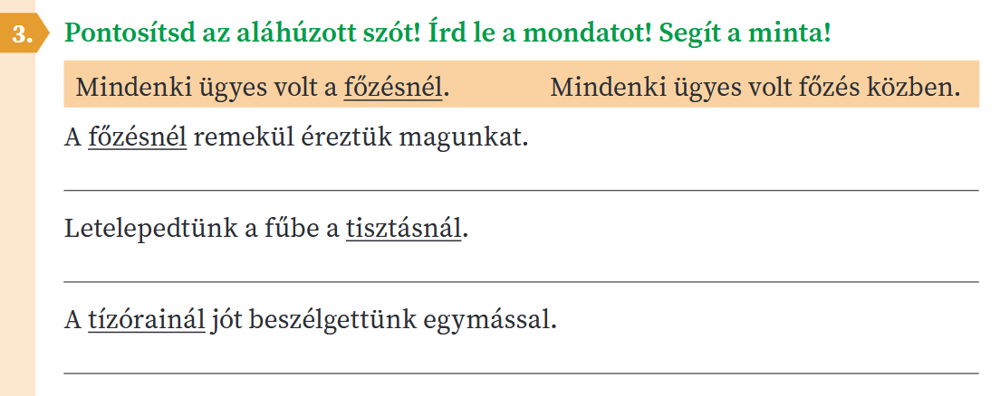 3. Pontosítsd az aláhúzott szót! Írd le a mondatot! Segít a minta!
Mindenki ügyes volt a főzésnél. Mindenki ügyes volt főzés közben.
A főzésnél remekül éreztük magunkat.
Letelepedtünk a fűbe a tisztásnál.
A tízórainál jót beszélgettünk egymással.